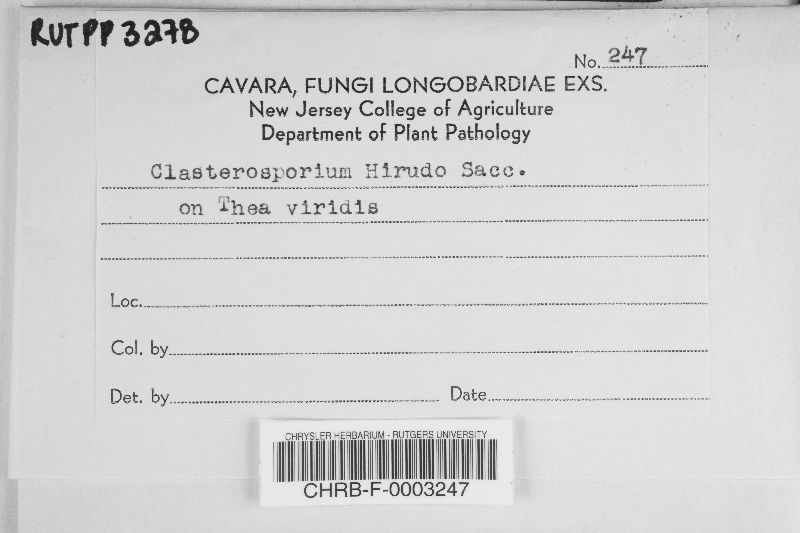 RUTPP 3278
No. 247
CAVARA, FUNGI LONGOBARDIAE EXS.
New Jersey College of Agriculture
Department of Plant Pathology
Clasterosporium Hirudo Sacc.
on Thea viridis
Loc.
Col. by
Det. by Date
CHRYSLER HERBARIUM - RUTGERS UNIVERSITY
CHRB-F-0003247